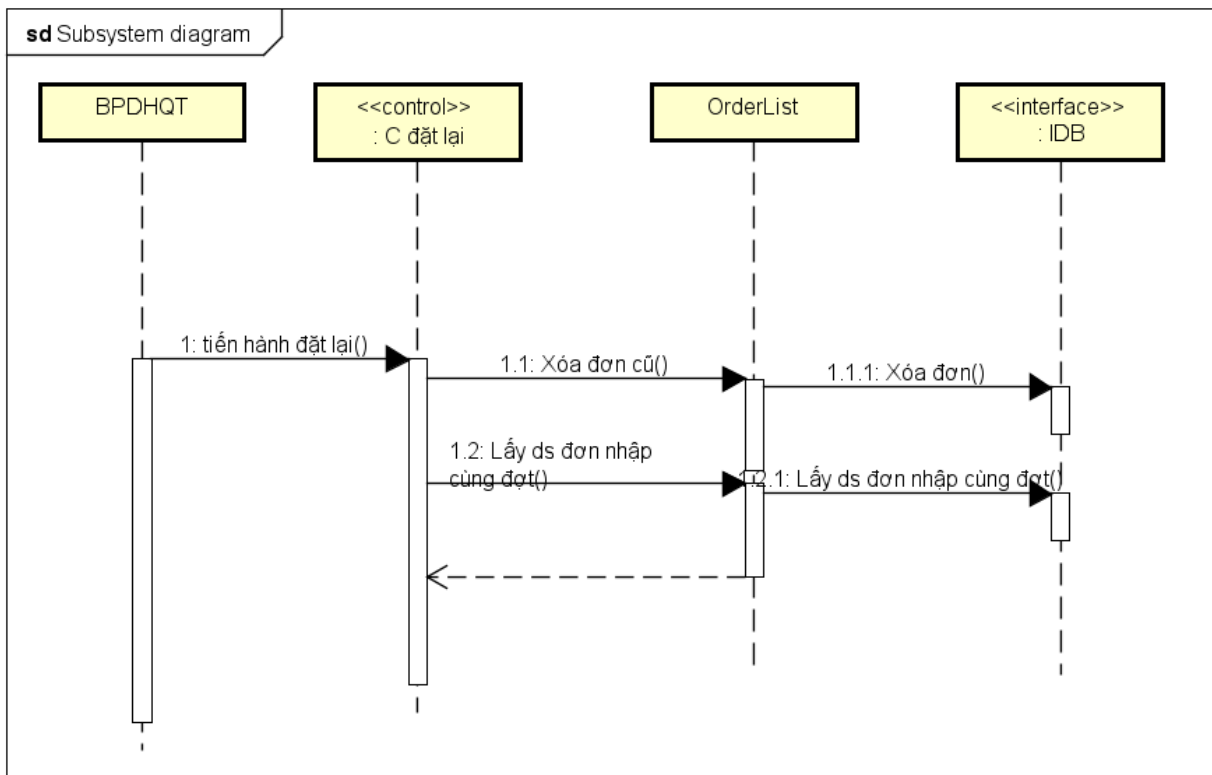 sd Subsystem diagram
BPDHQT
<<control>>
: C đặt lại
OrderList
<<interface>>
: IDB
1: tiến hành đặt lại()
1.1: Xóa đơn cũ()
1.1.1: Xóa đơn()
1.2: Lấy ds đơn nhập
cùng đợt()
1.2.1: Lấy ds đơn nhập cùng đợt()